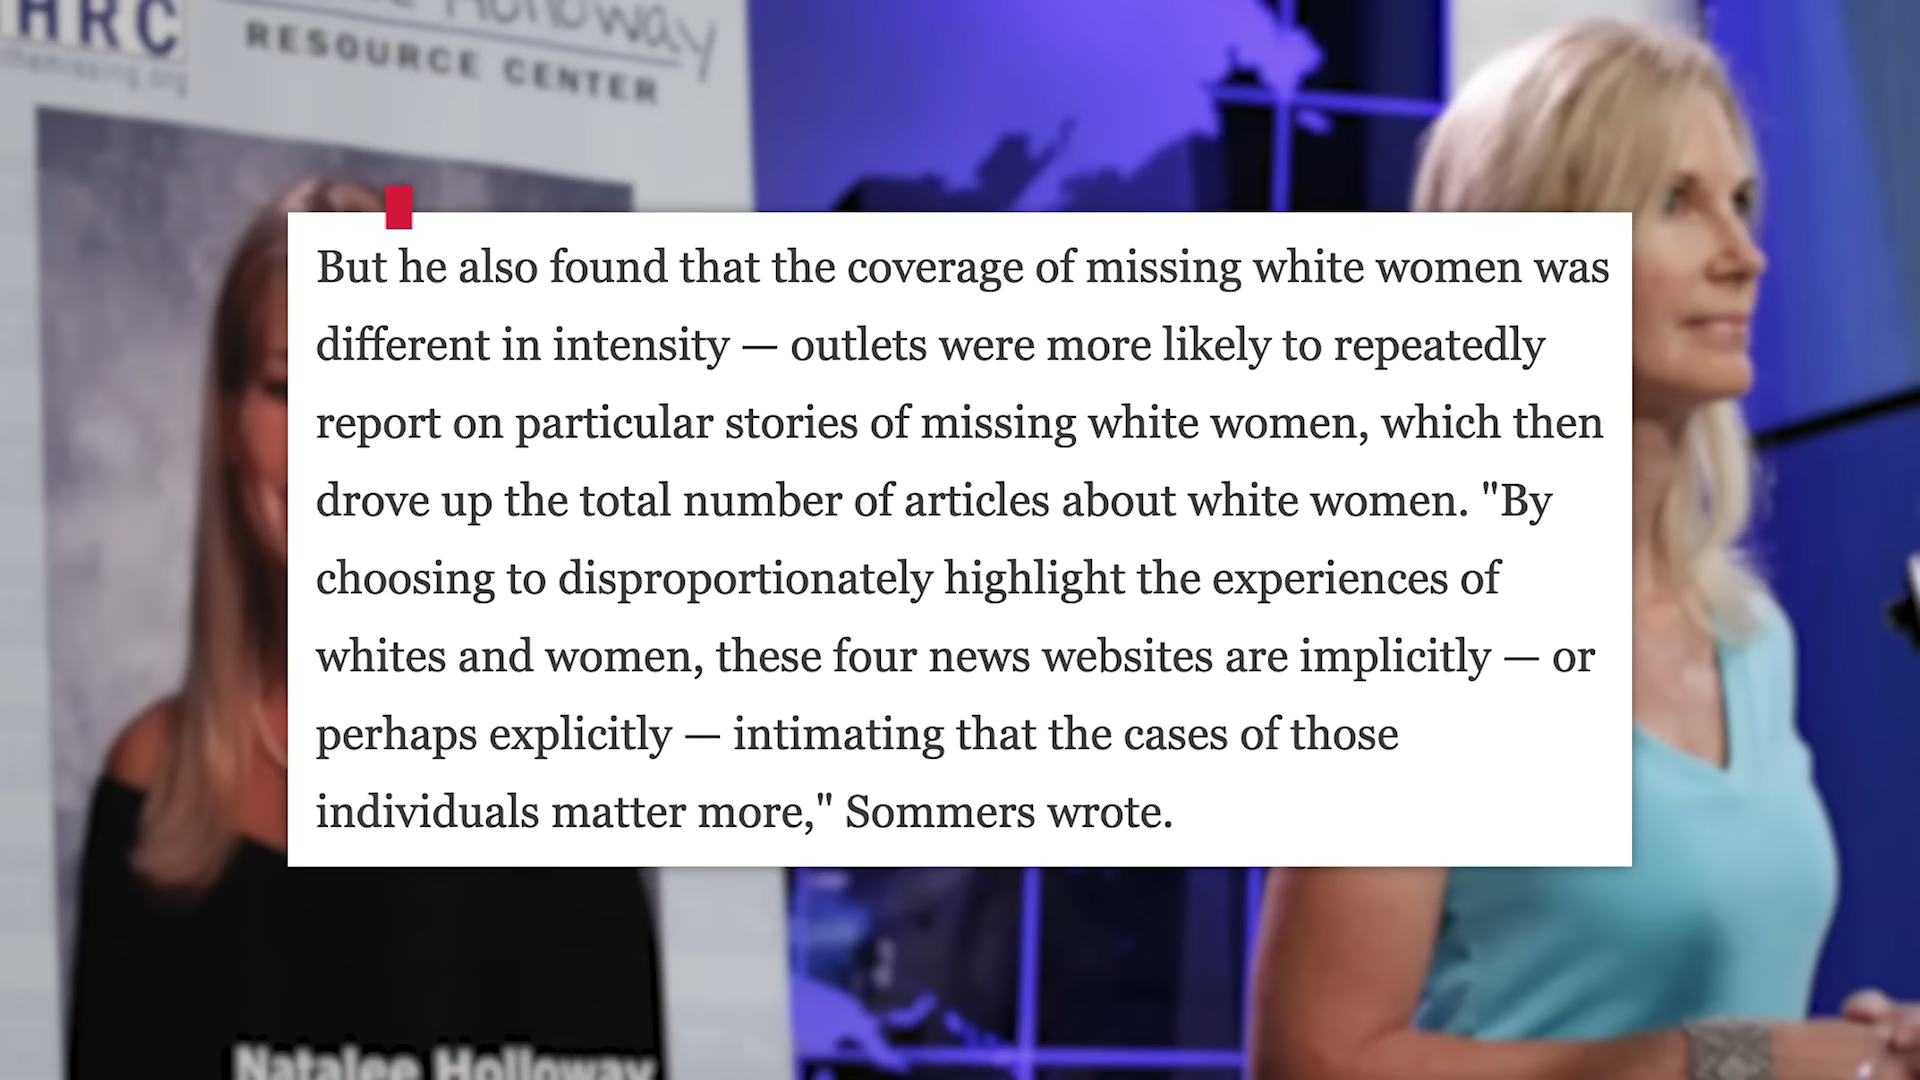 HRC
Holloway
RESOURCE CENTER
But he also found that the coverage of missing white women was
different in intensity — outlets were more likely to repeatedly
report on particular stories of missing white women, which then
drove up the total number of articles about white women. "By
choosing to disproportionately highlight the experiences of
whites and women, these four news websites are implicitly — or
perhaps explicitly — intimating that the cases of those
individuals matter more," Sommers wrote.
Natalee Holloway